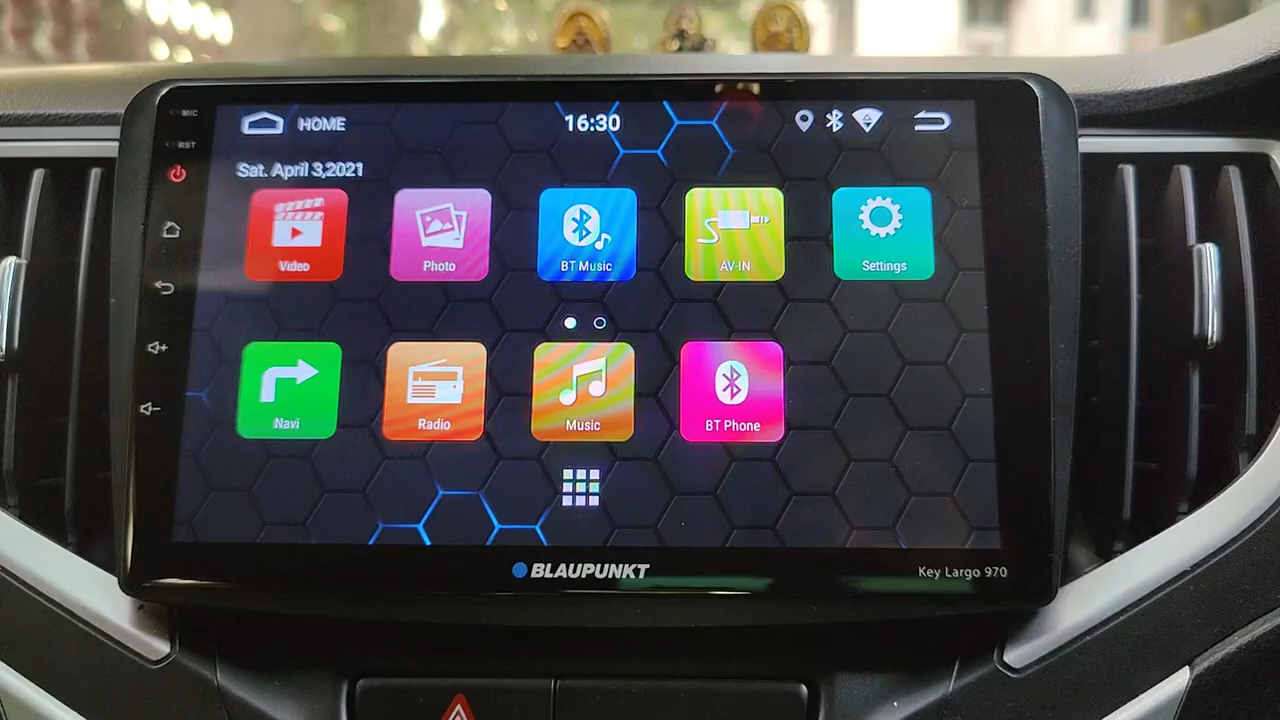 MIC
RST
HOME
16:30
Sat. April 3,2021
Video
Photo
BT Music
AV-IN
Settings
Navi
Radio
Music
BT Phone
BLAUPUNKT
Key Largo 970